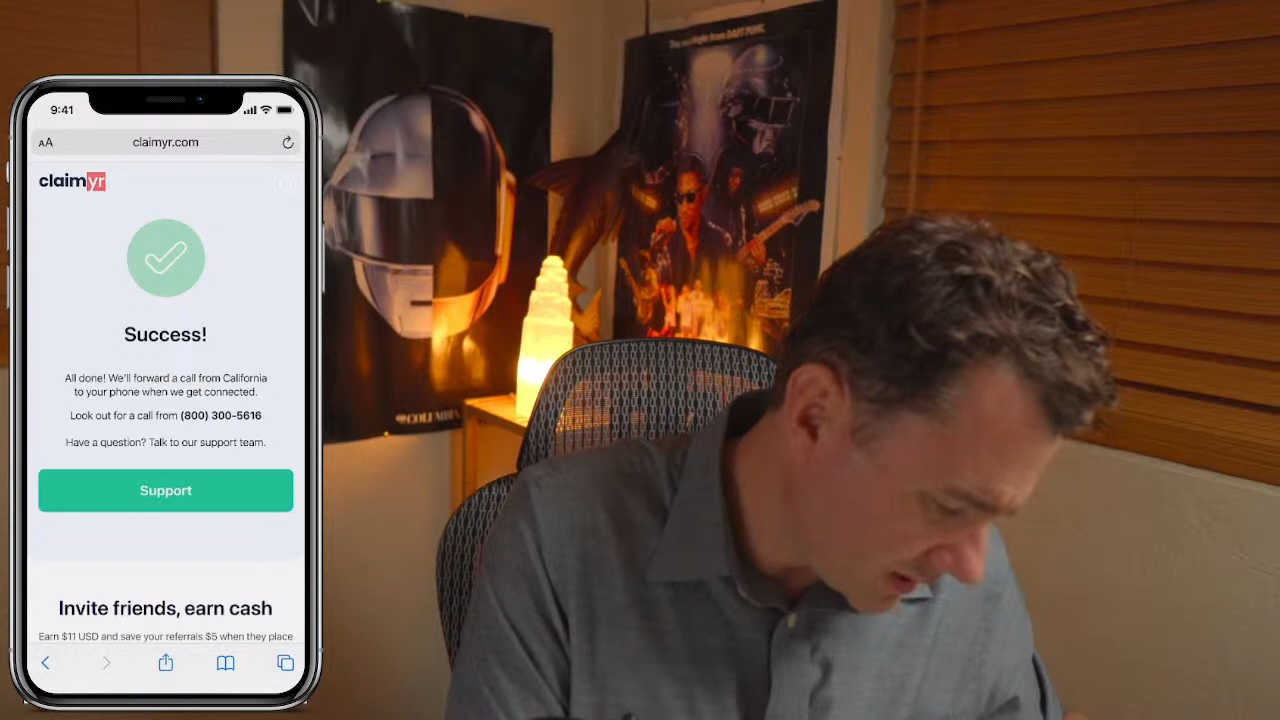 9:41
AA
claimyr.com
claimyr
Success!
All done! We'll forward a call from California
to your phone when we get connected.
Look out for a call from (800) 300-5616
Have a question? Talk to our support team.
Support
Invite friends, earn cash
Earn $11 USD and save your referrals $5 when they place
COLUMBIA